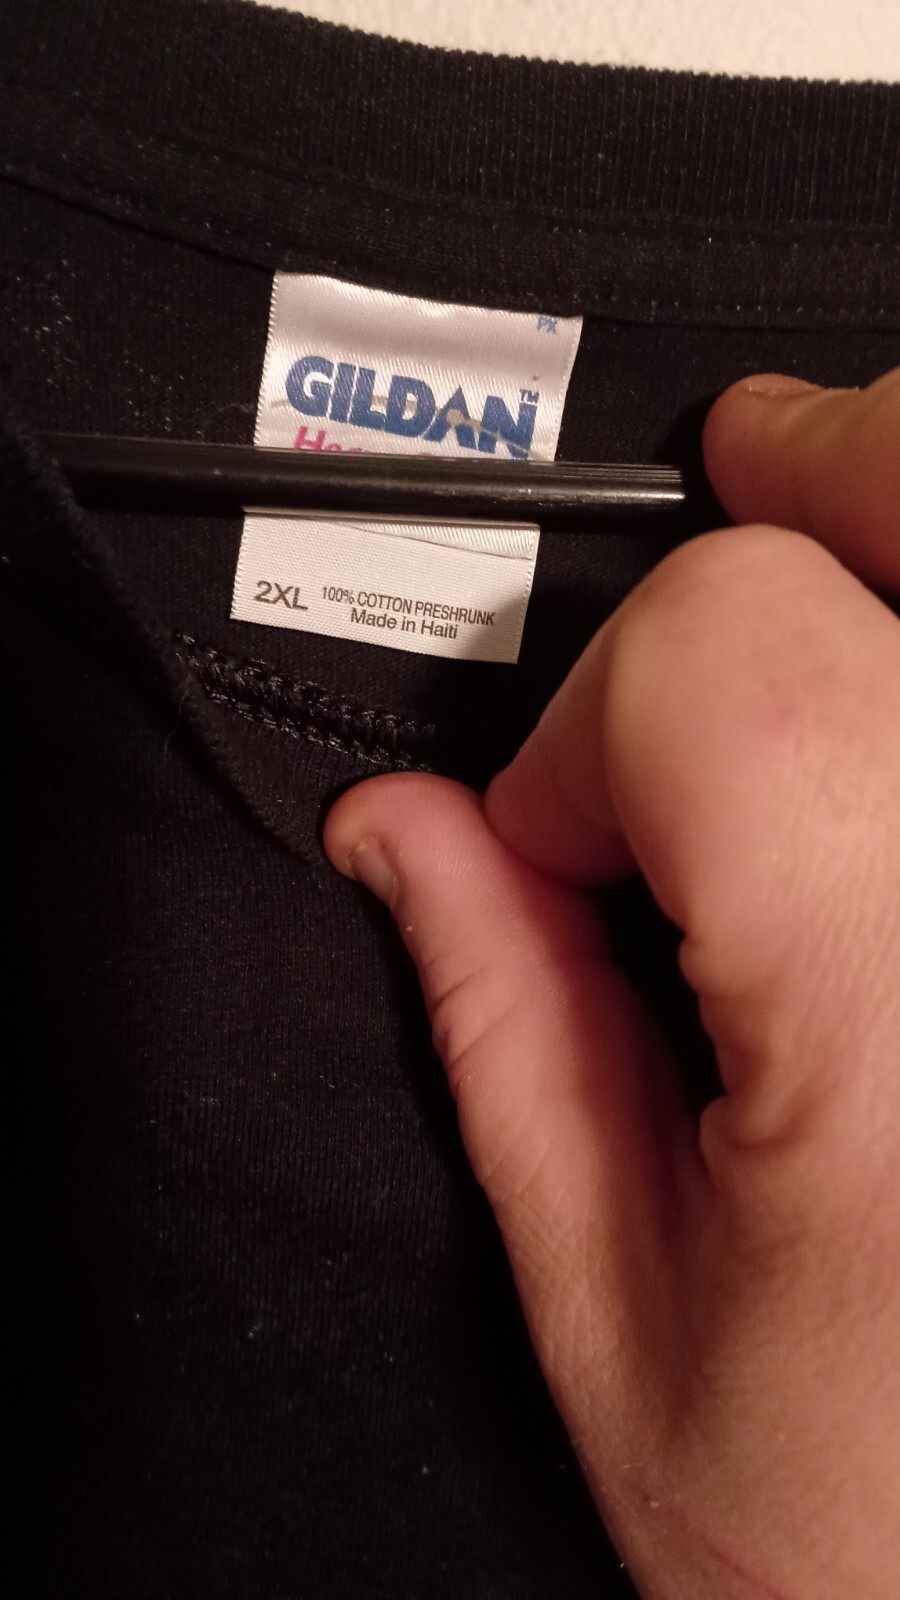 PX
GILDAN™
2XL 100% COTTON PRESHRUNK
Made in Haiti